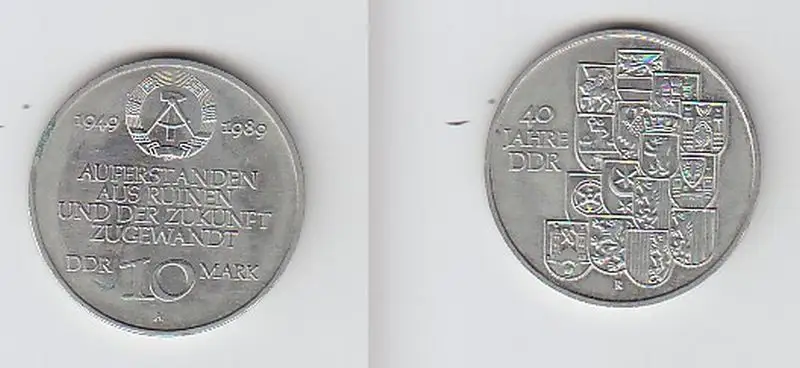 1949 1989
AUFERSTANDEN
AUS RUINEN
UND DER ZUKUNFT
ZUGEWANDT
DDR 10 MARK
A
40
JAHRE
DDR
R